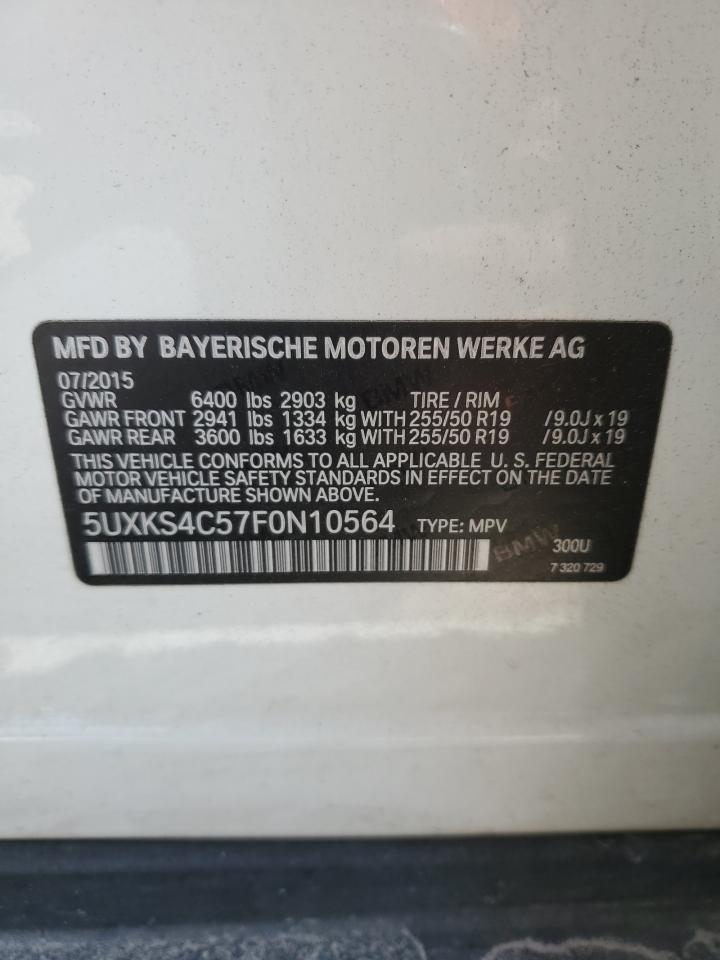 MFD BY BAYERISCHE MOTOREN WERKE AG
07/2015
GVWR 6400 lbs 2903 kg TIRE / RIM
GAWR FRONT 2941 lbs 1334 kg WITH 255/50 R19 /9.0J x 19
GAWR REAR 3600 lbs 1633 kg WITH 255/50 R19 /9.0J x 19
THIS VEHICLE CONFORMS TO ALL APPLICABLE U. S. FEDERAL
MOTOR VEHICLE SAFETY STANDARDS IN EFFECT ON THE DATE
OF MANUFACTURE SHOWN ABOVE.
5UXKS4C57F0N10564 TYPE: MPV
BMW
300U
7 320 729